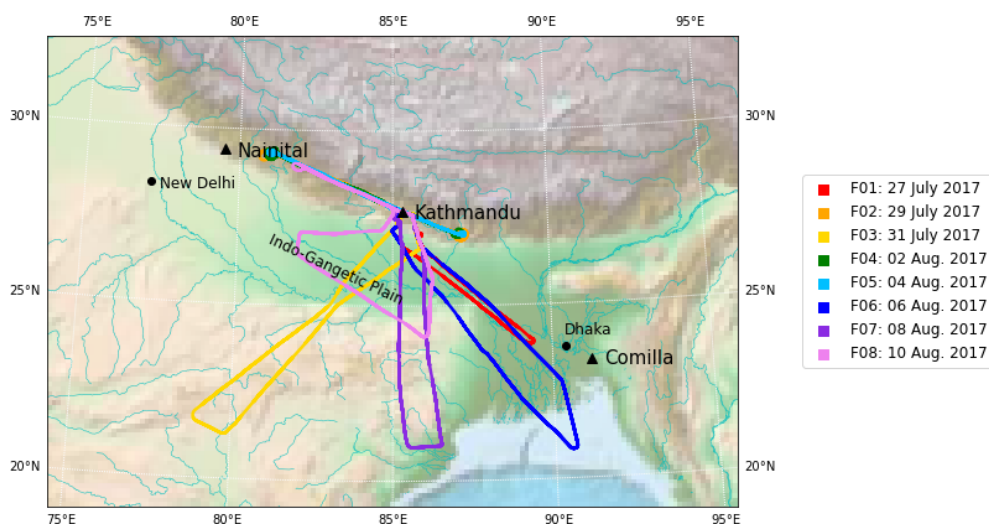 75°E 80°E 85°E 90°E 95°E
30°N 30°N
Nainital
New Delhi
Kathmandu
Indo-Gangetic Plain
25°N 25°N
Dhaka
Comilla
20°N 20°N
75°E 80°E 85°E 90°E 95°E
F01: 27 July 2017
F02: 29 July 2017
F03: 31 July 2017
F04: 02 Aug. 2017
F05: 04 Aug. 2017
F06: 06 Aug. 2017
F07: 08 Aug. 2017
F08: 10 Aug. 2017